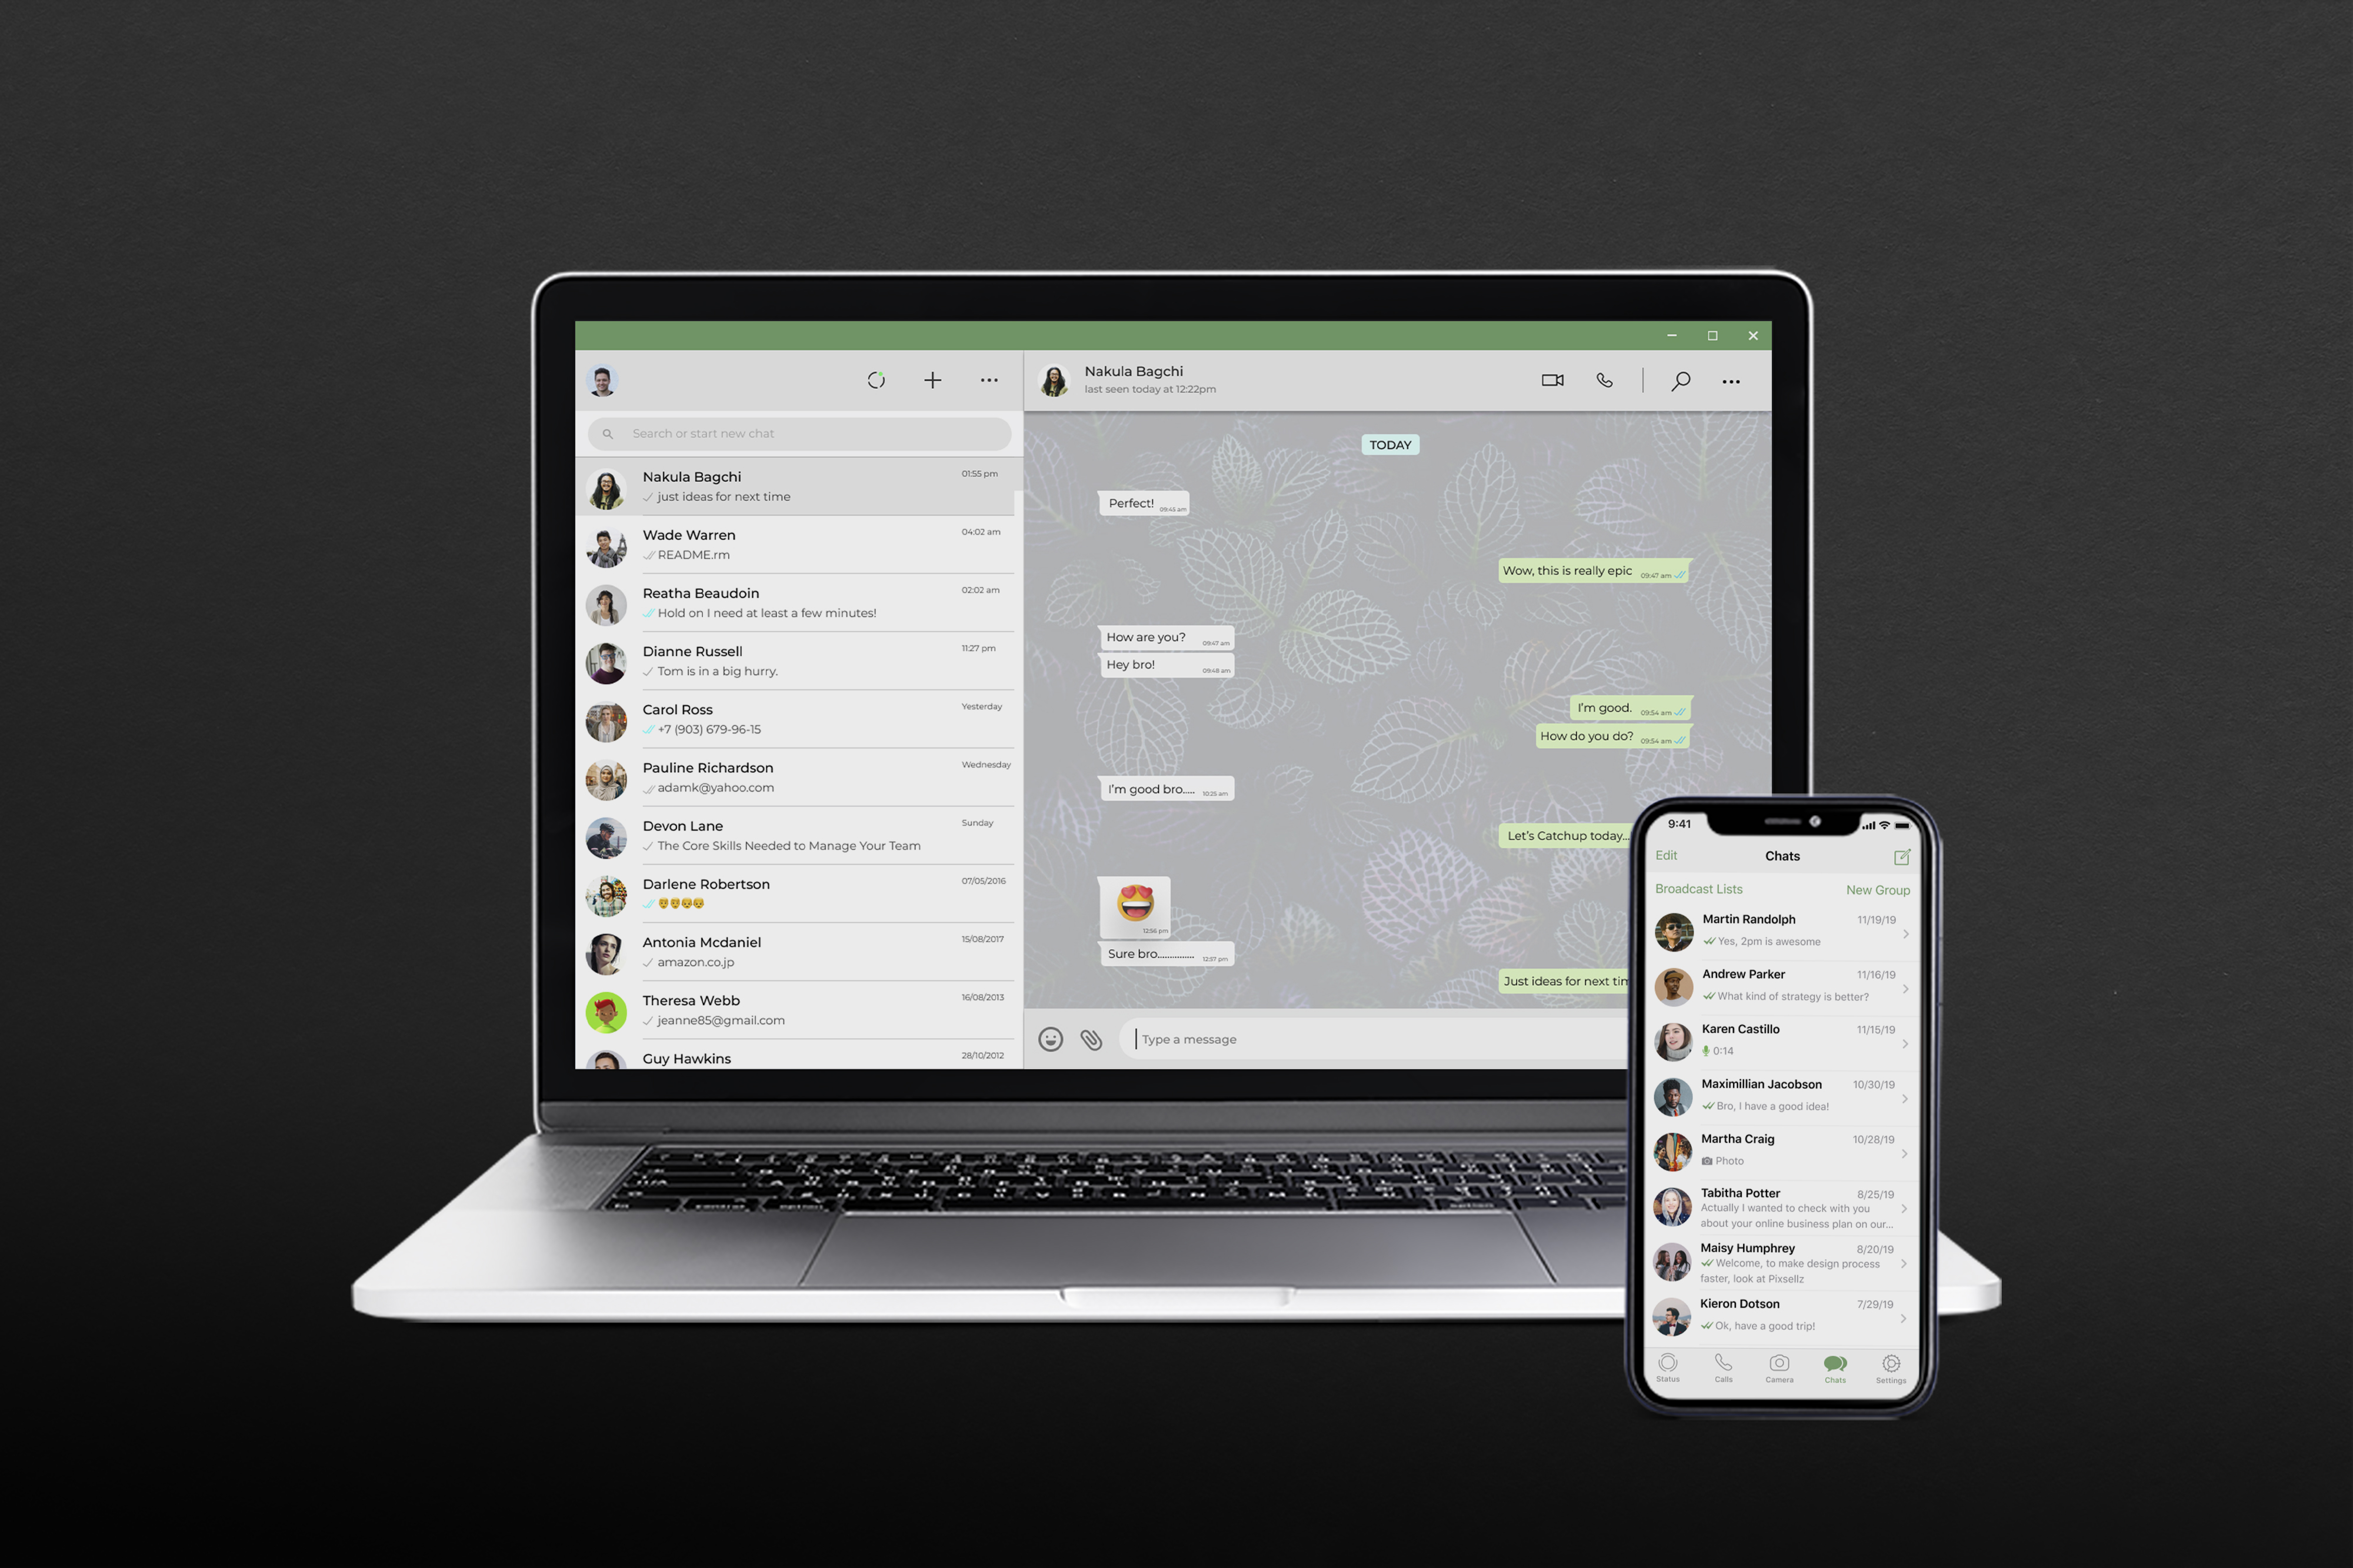 Nakula Bagchi
last seen today at 12:22pm
Search or start new chat
Nakula Bagchi
01:55 pm
just ideas for next time
Wade Warren
04:02 am
README.rm
Reatha Beaudoin
02:02 am
Hold on I need at least a few minutes!
Dianne Russell
11:27 pm
Tom is in a big hurry.
Carol Ross
Yesterday
+7 (903) 679-96-15
Pauline Richardson
Wednesday
adamk@yahoo.com
Devon Lane
Sunday
The Core Skills Needed to Manage Your Team
Darlene Robertson
07/05/2016
Antonia Mcdaniel
15/08/2017
amazon.co.jp
Theresa Webb
16/08/2013
jeanne85@gmail.com
Guy Hawkins
28/10/2012
TODAY
Perfect! 09:45 am
Wow, this is really epic 09:47 am
How are you? 09:47 am
Hey bro! 09:48 am
I'm good. 09:54 am
How do you do? 09:54 am
I'm good bro..... 10:25 am
Let's Catchup today...
12:56 pm
Sure bro.............. 12:57 pm
Just ideas for next
Type a message
9:41
Edit
Chats
Broadcast Lists
New Group
Martin Randolph
11/19/19
Yes, 2pm is awesome
Andrew Parker
11/16/19
What kind of strategy is better?
Karen Castillo
11/15/19
0:14
Maximillian Jacobson
10/30/19
Bro, I have a good idea!
Martha Craig
10/28/19
Photo
Tabitha Potter
8/25/19
Actually I wanted to check with you
about your online business plan on our...
Maisy Humphrey
8/20/19
Welcome, to make design process
faster, look at Pixsellz
Kieron Dotson
7/29/19
Ok, have a good trip!
Status
Calls
Camera
Chats
Settings